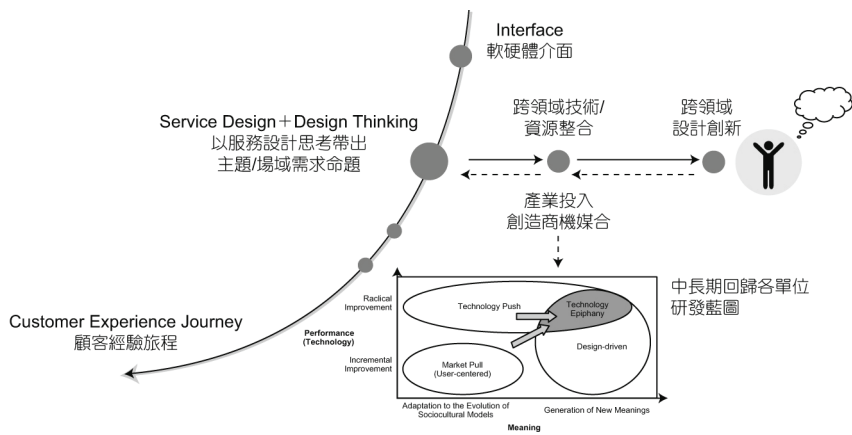 Interface
軟硬體介面
Service Design＋Design Thinking
以服務設計思考帶出
主題/場域需求命題
跨領域技術/
資源整合
跨領域
設計創新
產業投入
創造商機媒合
Customer Experience Journey
顧客經驗旅程
中長期回歸各單位
研發藍圖
Raclical
Improvement
Technology Push
Technology
Epiphany
Performance
(Technology)
Design-driven
Incremental
Improvement
Market Pull
(User-centered)
Adaptation to the Evolution of
Sociocultural Models
Generation of New Meanings
Meaning